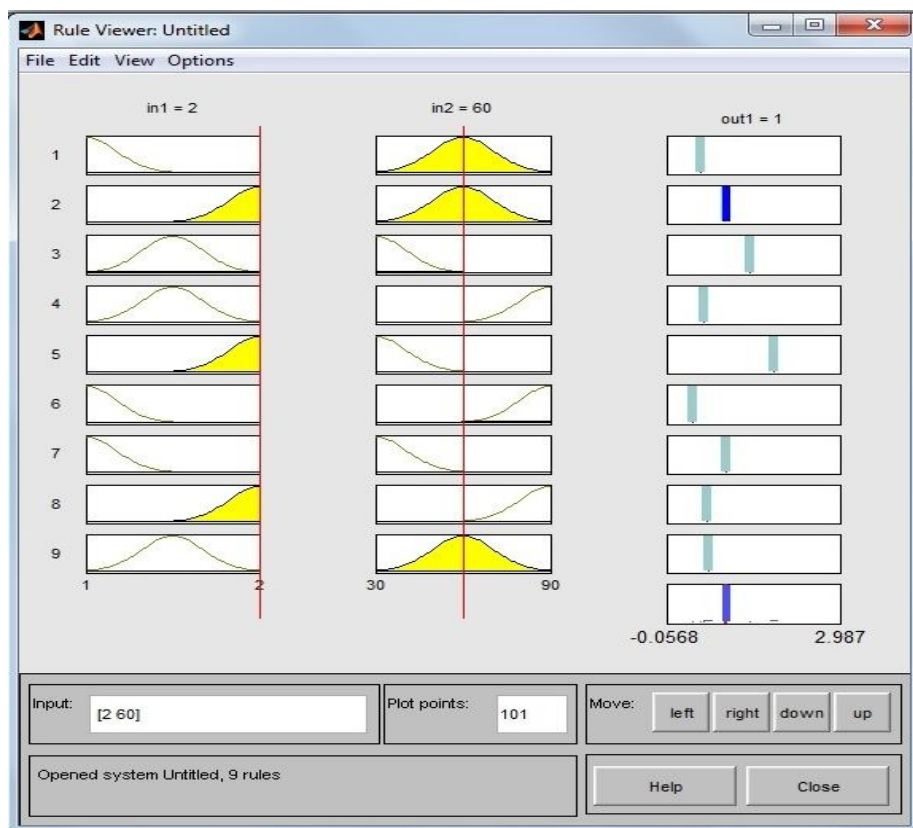 Rule Viewer: Untitled
File Edit View Options
in1 = 2 in2 = 60 out1 = 1
1
2
3
4
5
6
7
8
9
1 2 30 90
-0.0568 2.987
Input: [2 60] Plot points: 101 Move: left right down up
Opened system Untitled, 9 rules Help Close